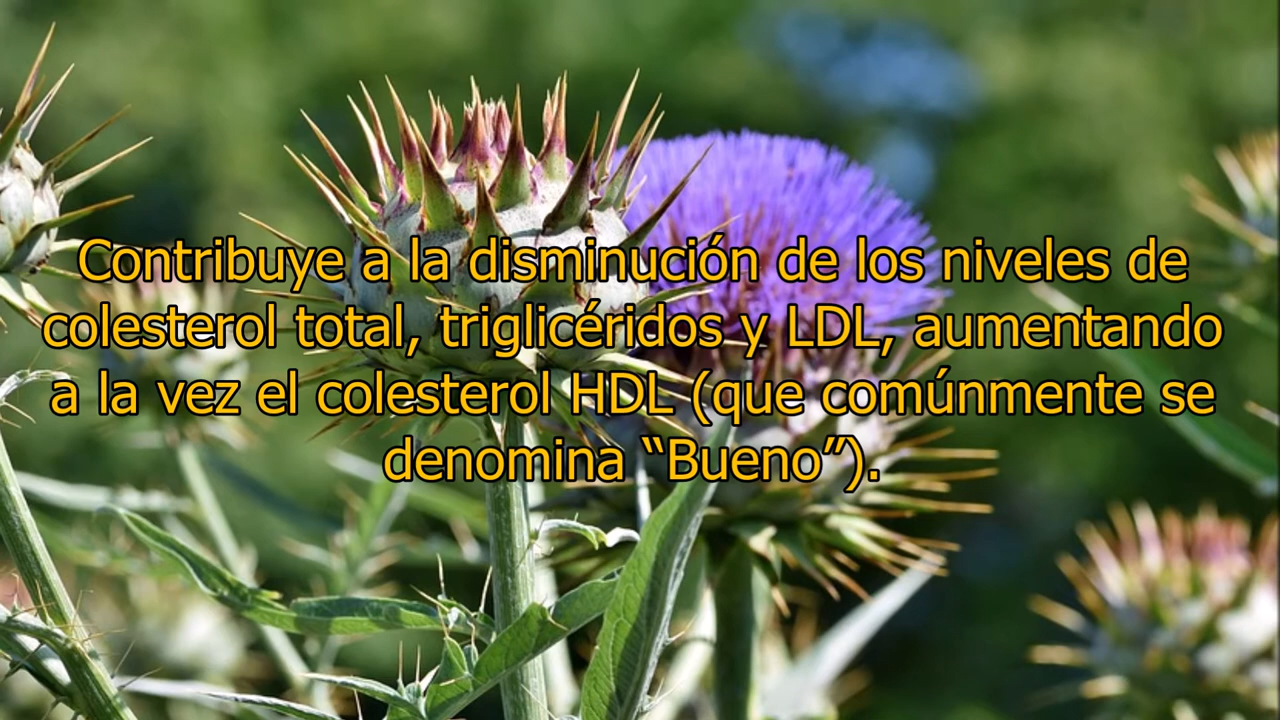 Contribuye a la disminución de los niveles de
colesterol total, triglicéridos y LDL, aumentando
a la vez el colesterol HDL (que comúnmente se
denomina “Bueno”).